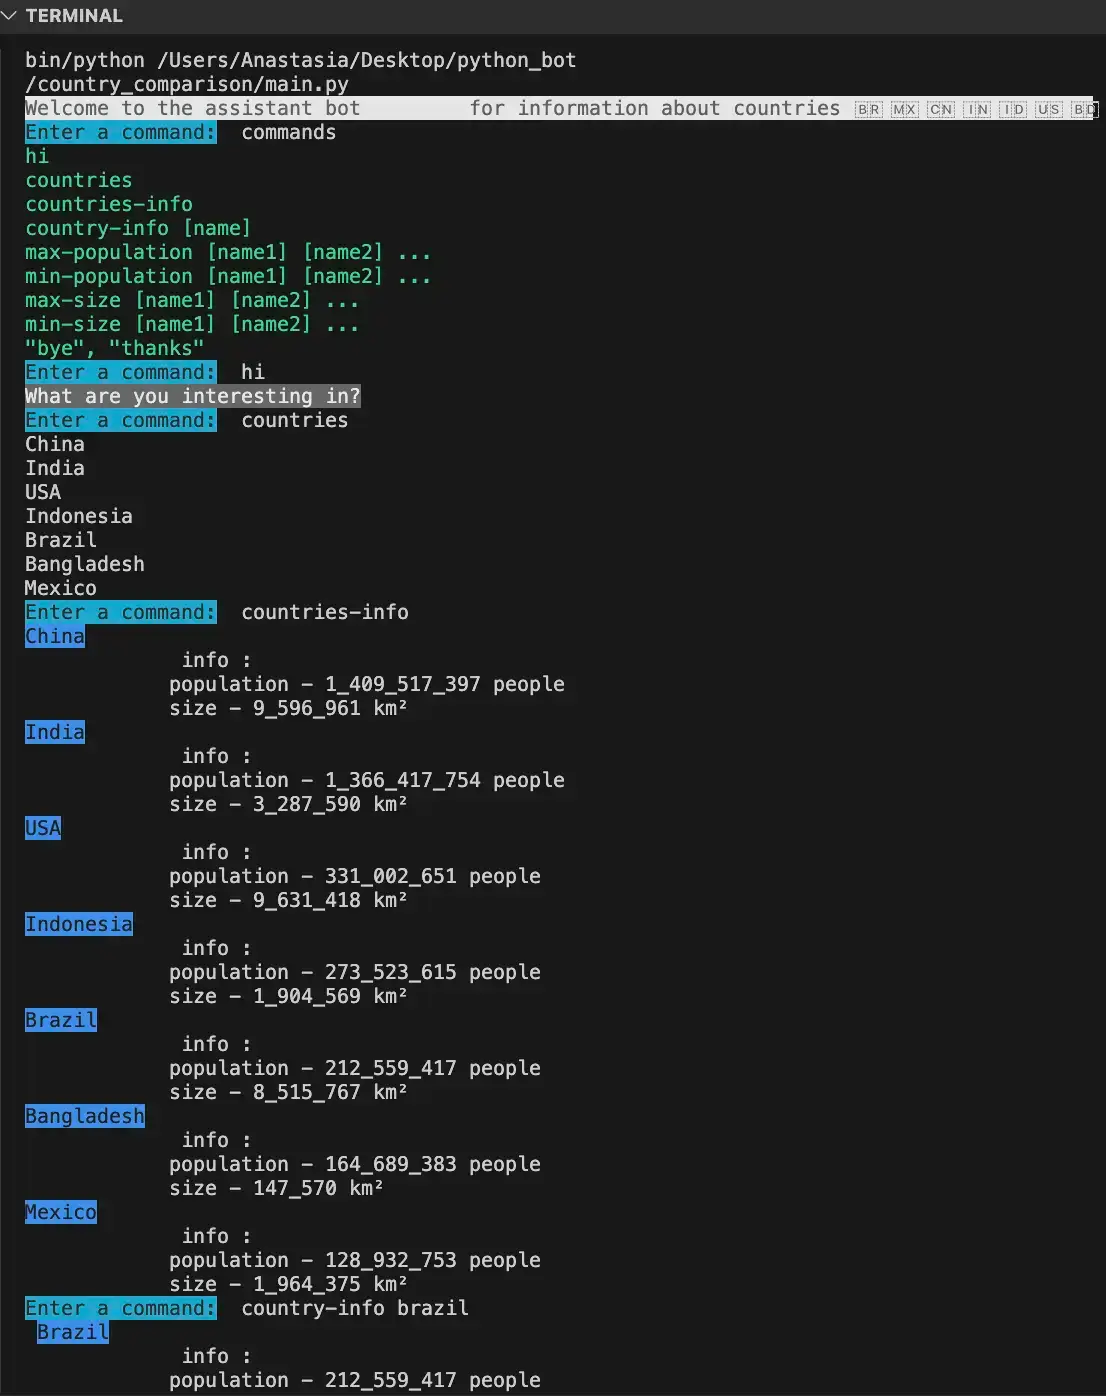 TERMINAL
bin/python /Users/Anastasia/Desktop/python_bot
/country_comparison/main.py
Welcome to the assistant bot for information about countries BR MX CN IN ID US BD
Enter a command: commands
hi
countries
countries-info
country-info [name]
max-population [name1] [name2] ...
min-population [name1] [name2] ...
max-size [name1] [name2] ...
min-size [name1] [name2] ...
"bye", "thanks"
Enter a command: hi
What are you interesting in?
Enter a command: countries
China
India
USA
Indonesia
Brazil
Bangladesh
Mexico
Enter a command: countries-info
China
info :
population – 1_409_517_397 people
size – 9_596_961 km²
India
info :
population – 1_366_417_754 people
size – 3_287_590 km²
USA
info :
population – 331_002_651 people
size – 9_631_418 km²
Indonesia
info :
population – 273_523_615 people
size – 1_904_569 km²
Brazil
info :
population – 212_559_417 people
size – 8_515_767 km²
Bangladesh
info :
population – 164_689_383 people
size – 147_570 km²
Mexico
info :
population – 128_932_753 people
size – 1_964_375 km²
Enter a command: country-info brazil
Brazil
info :
population – 212_559_417 people